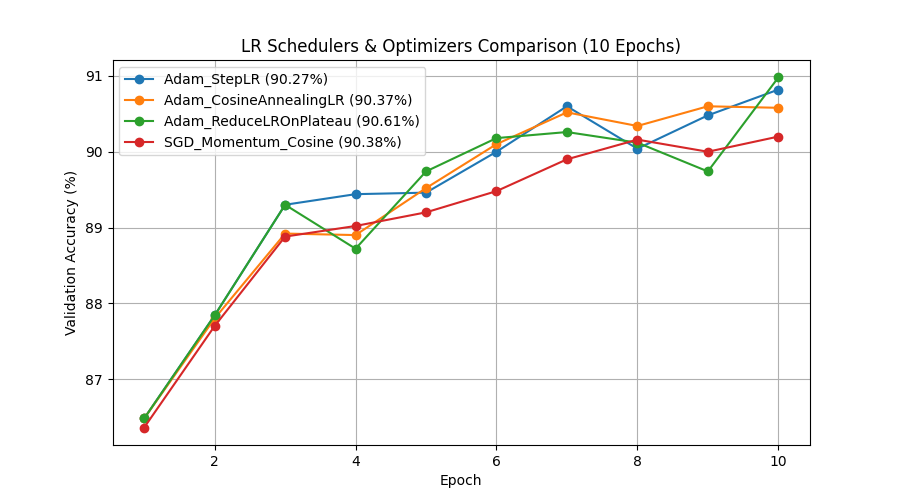 LR Schedulers & Optimizers Comparison (10 Epochs)
Adam_StepLR (90.27%)
Adam_CosineAnnealingLR (90.37%)
Adam_ReduceLROnPlateau (90.61%)
SGD_Momentum_Cosine (90.38%)
Validation Accuracy (%)
91
90
89
88
87
2 4 6 8 10
Epoch